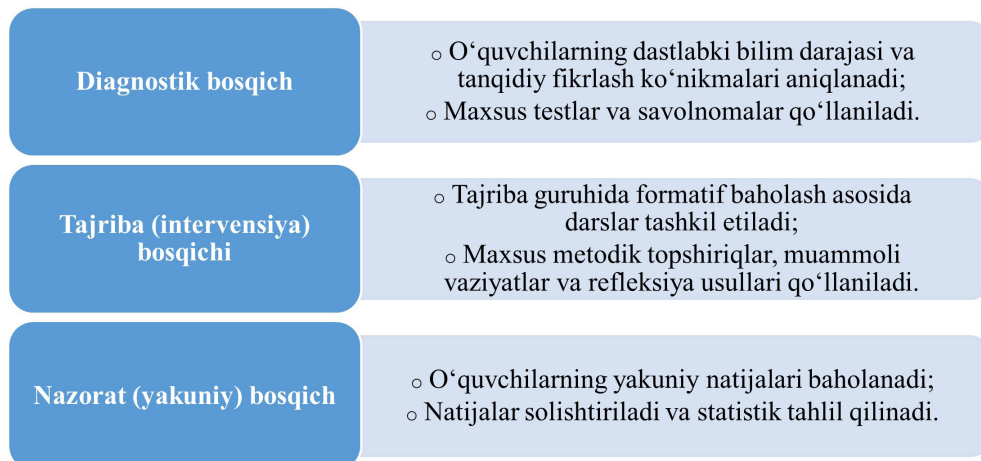 Diagnostik bosqich
○ O‘quvchilarning dastlabki bilim darajasi va
tanqidiy fikrlash ko‘nikmalari aniqlanadi;
○ Maxsus testlar va savolnomalar qo‘llaniladi.
Tajriba (intervensiya)
bosqichi
○ Tajriba guruhida formatif baholash asosida
darslar tashkil etiladi;
○ Maxsus metodik topshiriqlar, muammoli
vaziyatlar va refleksiya usullari qo‘llaniladi.
Nazorat (yakuniy) bosqich
○ O‘quvchilarning yakuniy natijalari baholanadi;
○ Natijalar solishtiriladi va statistik tahlil qilinadi.